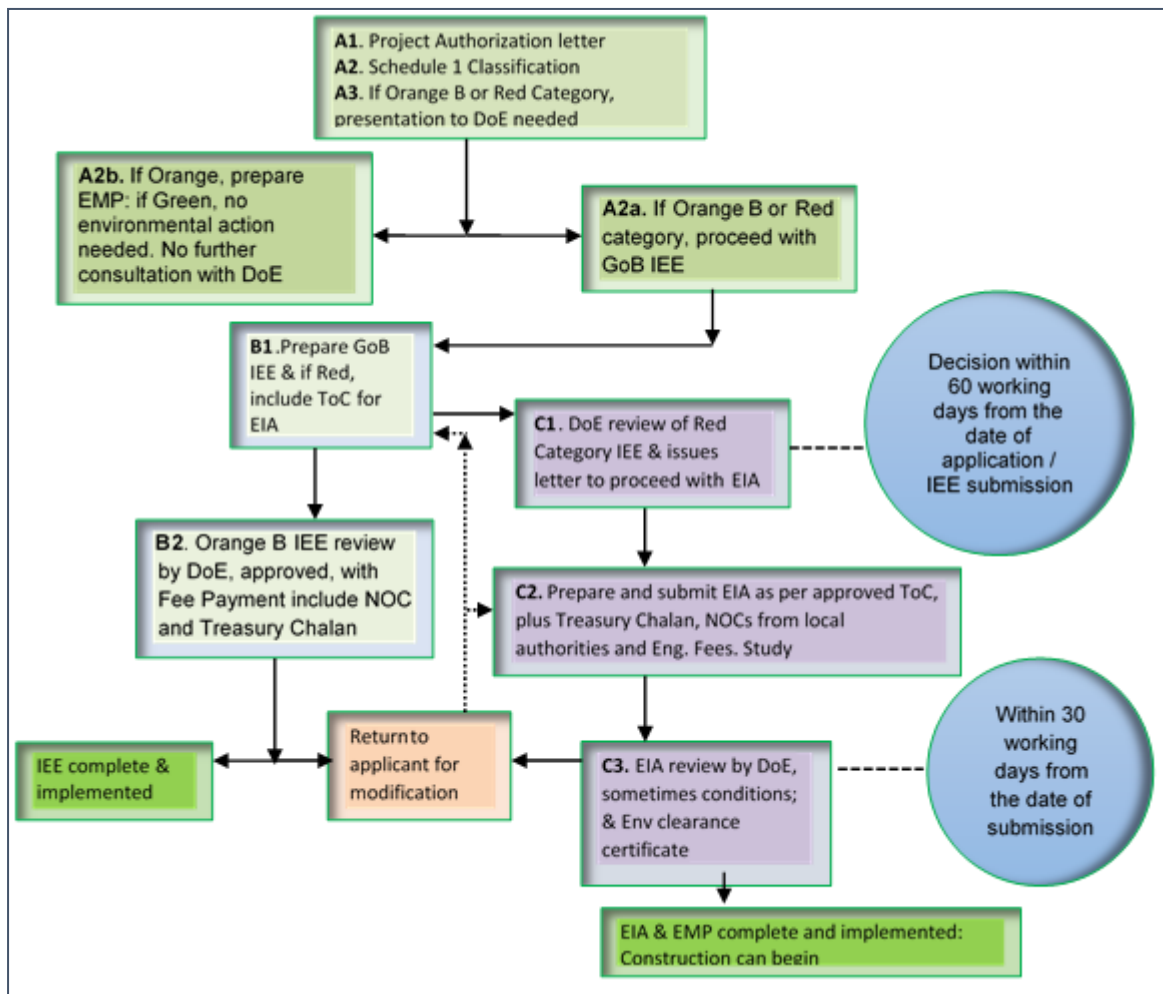 A1. Project Authorization letter
A2. Schedule 1 Classification
A3. If Orange B or Red Category,
presentation to DoE needed
A2b. If Orange, prepare
EMP: if Green, no
environmental action
needed. No further
consultation with DoE
A2a. If Orange B or Red
category, proceed with
GoB IEE
B1.Prepare GoB
IEE & if Red,
include ToC for
EIA
Decision within
60 working
days from the
date of
application /
IEE submission
C1. DoE review of Red
Category IEE & issues
letter to proceed with EIA
B2. Orange B IEE review
by DoE, approved, with
Fee Payment include NOC
and Treasury Chalan
C2. Prepare and submit EIA as per approved ToC,
plus Treasury Chalan, NOCs from local
authorities and Eng. Fees. Study
IEE complete &
implemented
Return to
applicant for
modification
C3. EIA review by DoE,
sometimes conditions;
& Env clearance
certificate
Within 30
working
days from
the date of
submission
EIA & EMP complete and implemented:
Construction can begin